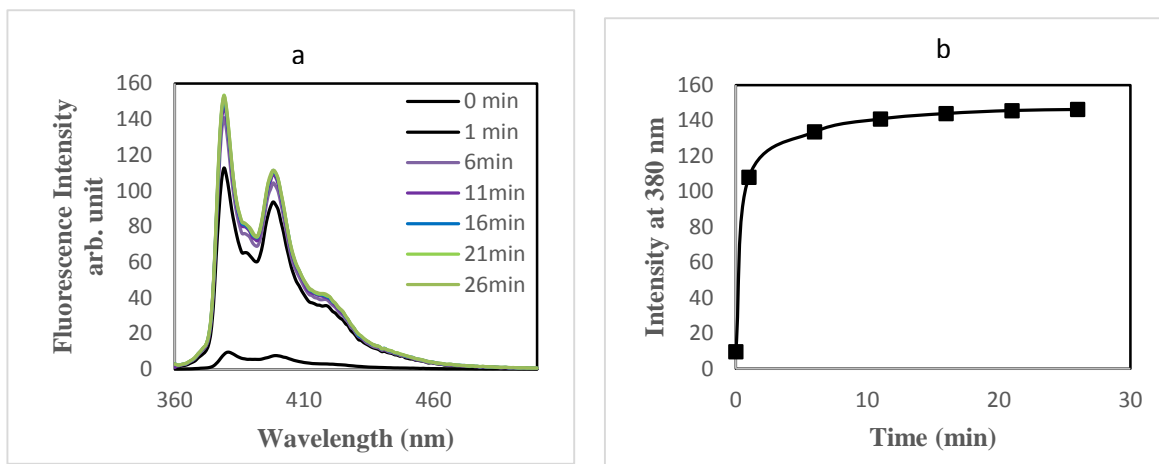 a
Fluorescence Intensity
arb. unit
160
140
120
100
80
60
40
20
0
360
410
460
Wavelength (nm)
0 min
1 min
6min
11min
16min
21min
26min
b
Intensity at 380 nm
160
140
120
100
80
60
40
20
0
0
10
20
30
Time (min)